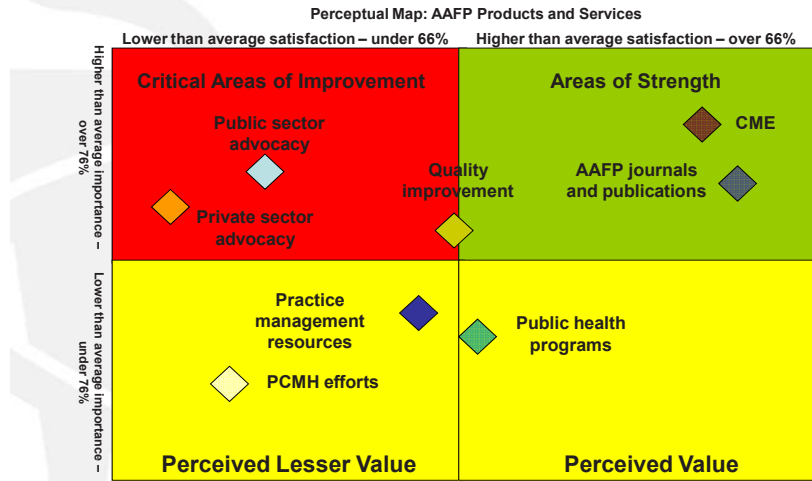 Perceptual Map: AAFP Products and Services
Lower than average satisfaction – under 66%
Higher than average satisfaction – over 66%
Higher than average importance –
over 76%
Critical Areas of Improvement
Areas of Strength
Public sector
advocacy
CME
Quality
improvement
AAFP journals
and publications
Private sector
advocacy
Lower than average importance –
under 76%
Practice
management
resources
Public health
programs
PCMH efforts
Perceived Lesser Value
Perceived Value